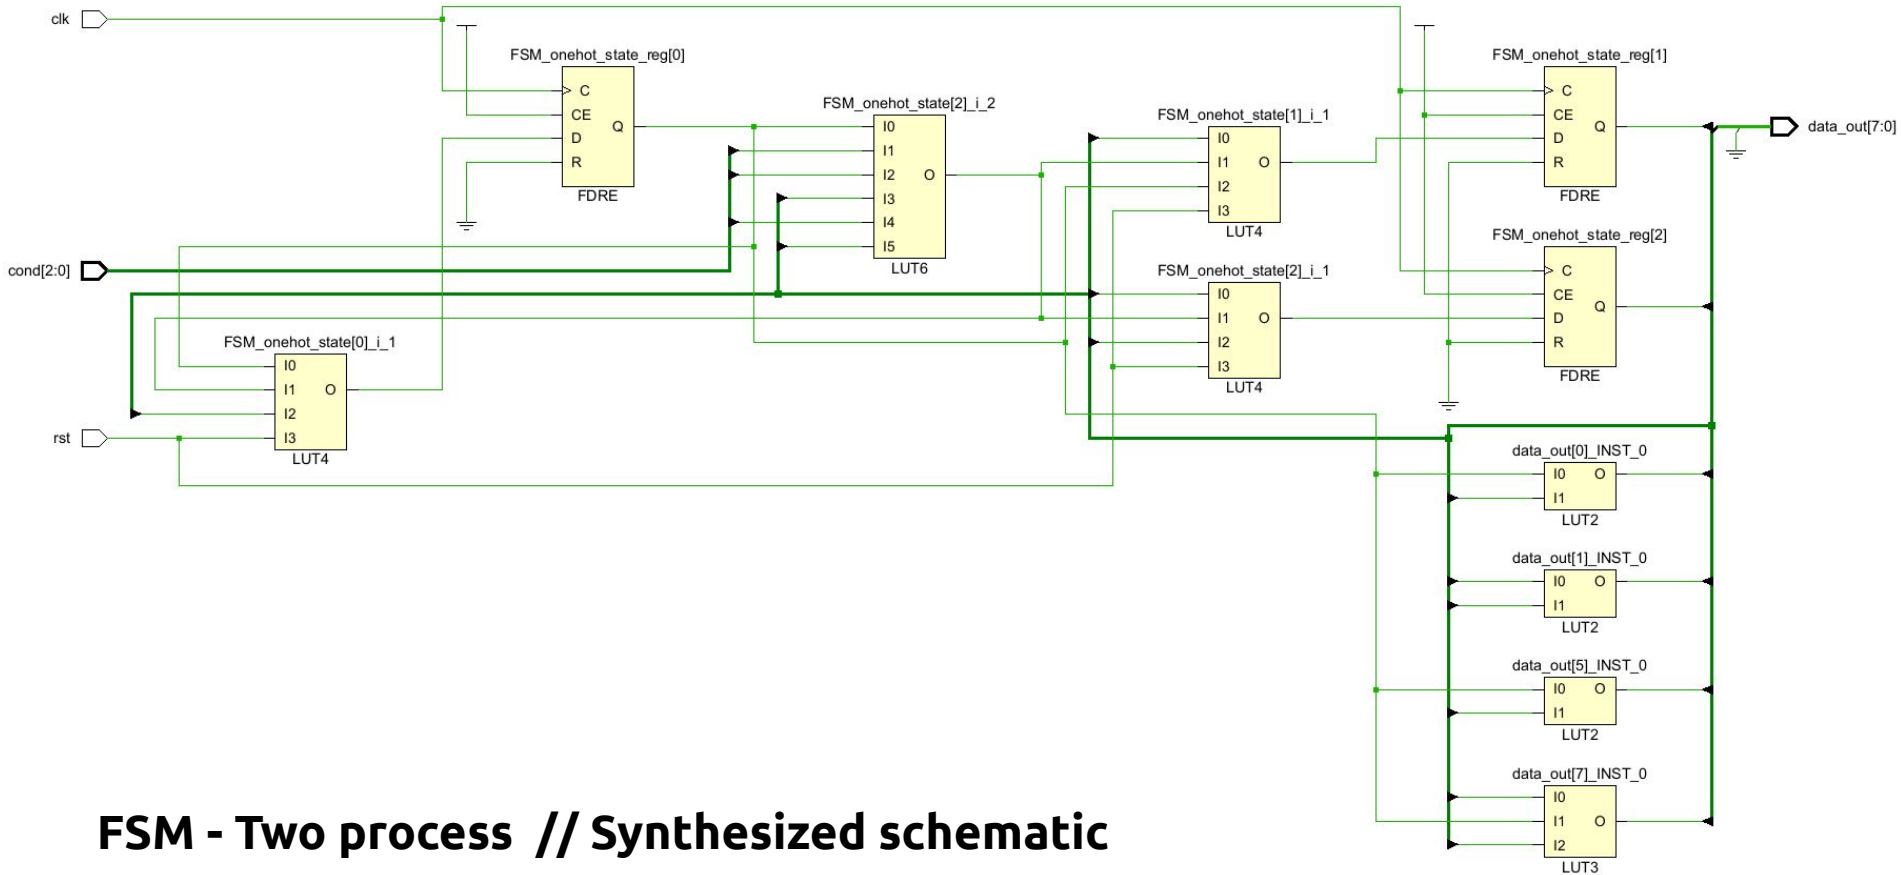 clk
FSM_onehot_state_reg[0]
C
CE
D
R
Q
FDRE
FSM_onehot_state[2]_i_2
I0
I1
I2
I3
I4
I5
O
LUT6
FSM_onehot_state[1]_i_1
I0
I1
I2
I3
O
LUT4
FSM_onehot_state_reg[1]
C
CE
D
R
Q
FDRE
data_out[7:0]
cond[2:0]
FSM_onehot_state[2]_i_1
I0
I1
I2
I3
O
LUT4
FSM_onehot_state_reg[2]
C
CE
D
R
Q
FDRE
FSM_onehot_state[0]_i_1
I0
I1
I2
I3
O
LUT4
rst
data_out[0]_INST_0
I0
I1
O
LUT2
data_out[1]_INST_0
I0
I1
O
LUT2
data_out[5]_INST_0
I0
I1
O
LUT2
data_out[7]_INST_0
I0
I1
I2
O
LUT3
FSM - Two process // Synthesized schematic